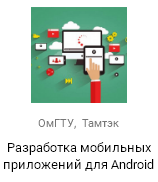 ОмГТУ, Тамтэк
Разработка мобильных
приложений для Android